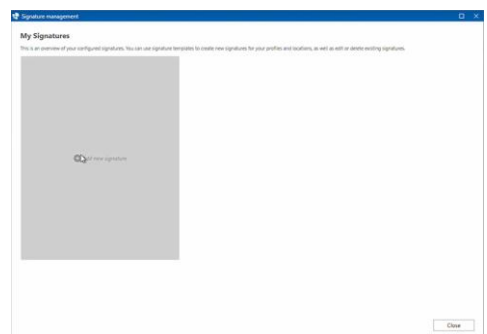 Signature management
My Signatures
This is an overview of your configured signatures. You can use signature templates to create new signatures for your profiles and locations, as well as edit or delete existing signatures.
new signature
Close